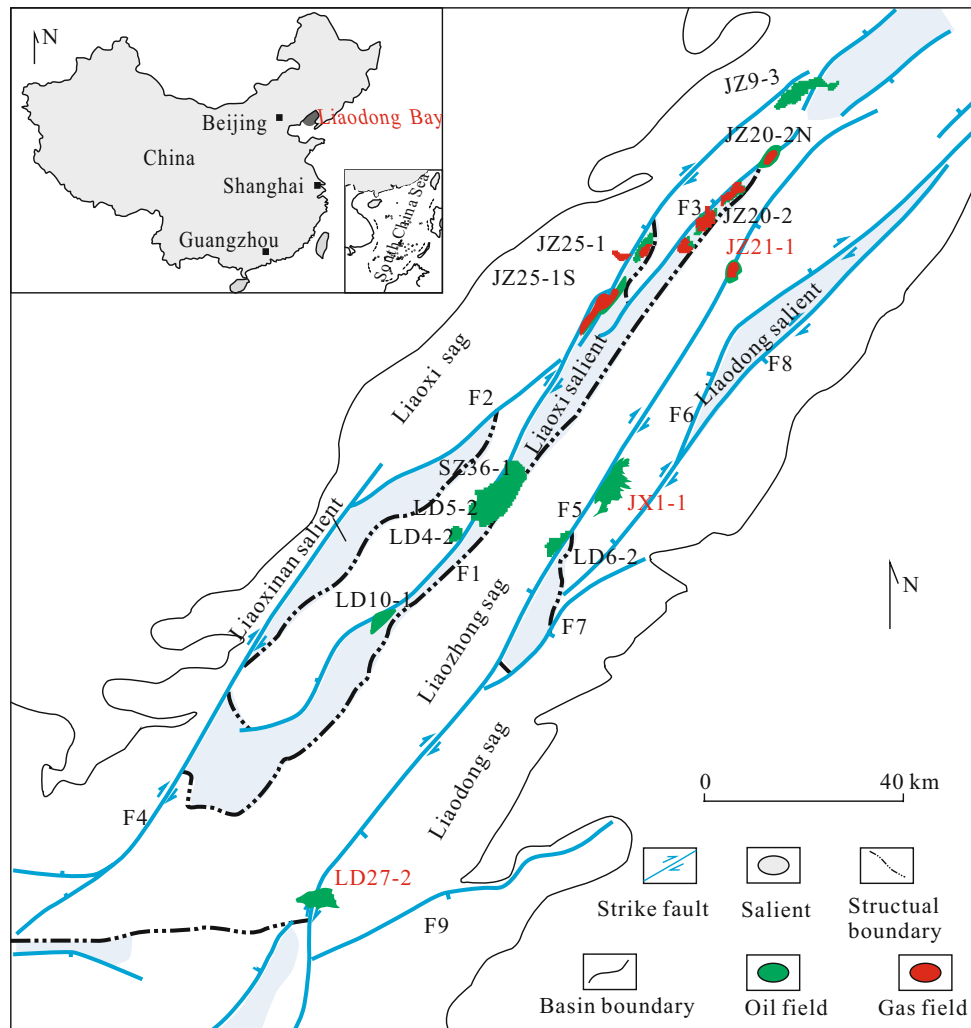 N
Beijing
Liaodong Bay
China
Shanghai
Guangzhou
South China Sea
JZ9-3
JZ20-2N
F3
JZ20-2
JZ25-1
JZ21-1
JZ25-1S
Liaoxi sag
Liaoxi salient
Liaodong salient
F8
F2
F6
SZ36-1
LD5-2
JX1-1
LD4-2
F5
LD6-2
F1
Liaoxinan salient
N
LD10-1
F7
Liaozhong sag
Liaodong sag
0 40 km
F4
LD27-2
F9
Strike fault
Salient
Structual
boundary
Basin boundary
Oil field
Gas field